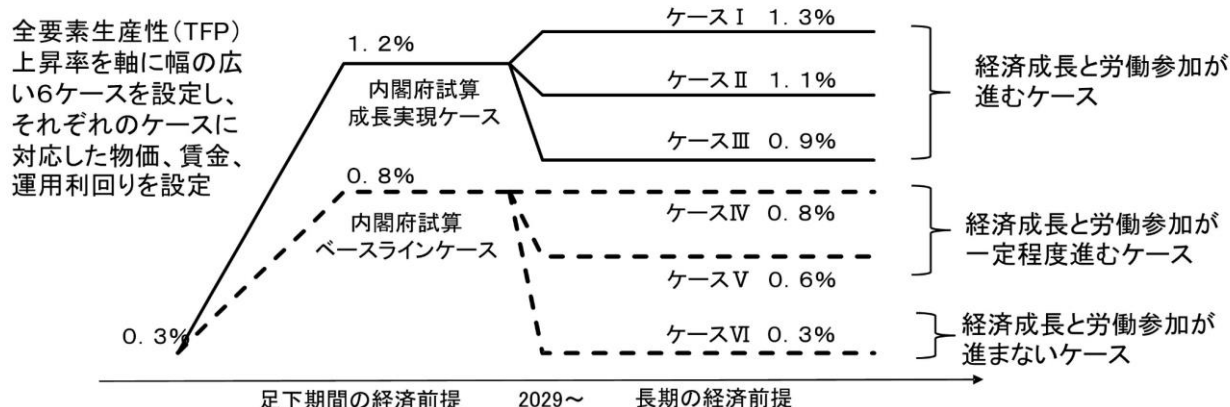 全要素生産性(TFP)
上昇率を軸に幅の広
い6ケースを設定し、
それぞれのケースに
対応した物価、賃金、
運用利回りを設定
0.3%
1.2%
内閣府試算
成長実現ケース
0.8%
内閣府試算
ベースラインケース
ケースⅠ 1.3%
ケースⅡ 1.1%
ケースⅢ 0.9%
ケースⅣ 0.8%
ケースⅤ 0.6%
ケースⅥ 0.3%
経済成長と労働参加が
進むケース
経済成長と労働参加が
一定程度進むケース
経済成長と労働参加が
進まないケース
足下期間の経済前提 2029~ 長期の経済前提